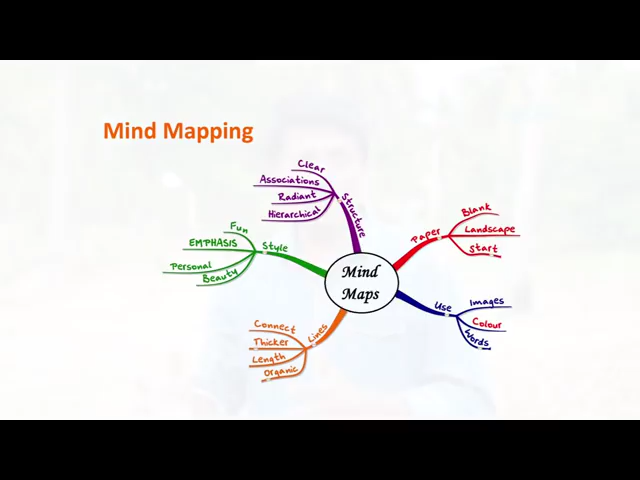 Mind Mapping
Clear
Associations
Radiant
Hierarchical
Structure
Fun
EMPHASIS
Personal
Beauty
Style
Mind
Maps
Paper
Blank
Landscape
Start
Use
Images
Colour
Words
Lines
Connect
Thicker
Length
Organic